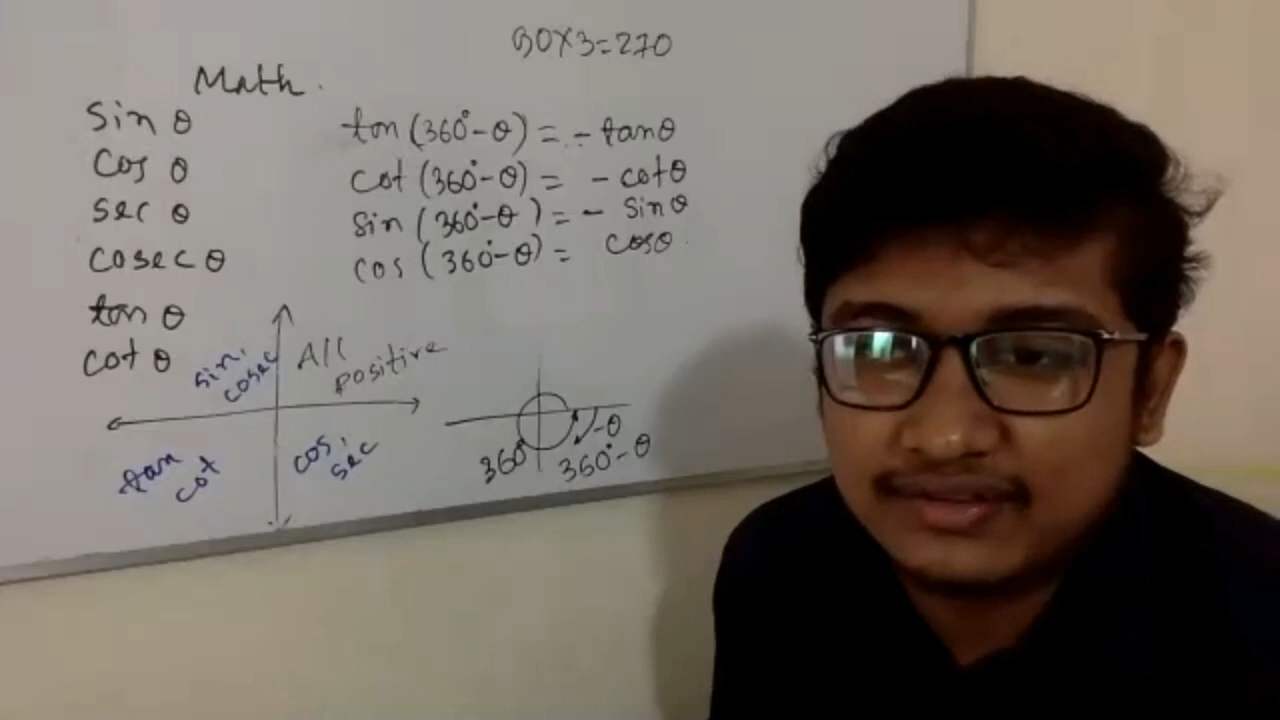 90X3=270
Math.
sin θ
cos θ
sec θ
cosec θ
tan θ
cot θ
tan (360°-θ) = - tanθ
cot (360°-θ) = - cotθ
sin (360°-θ) = - sinθ
cos (360°-θ) = cosθ
sin,
cosec
All
positive
tan
cot
cos,
sec
-θ
360°
360°-θ